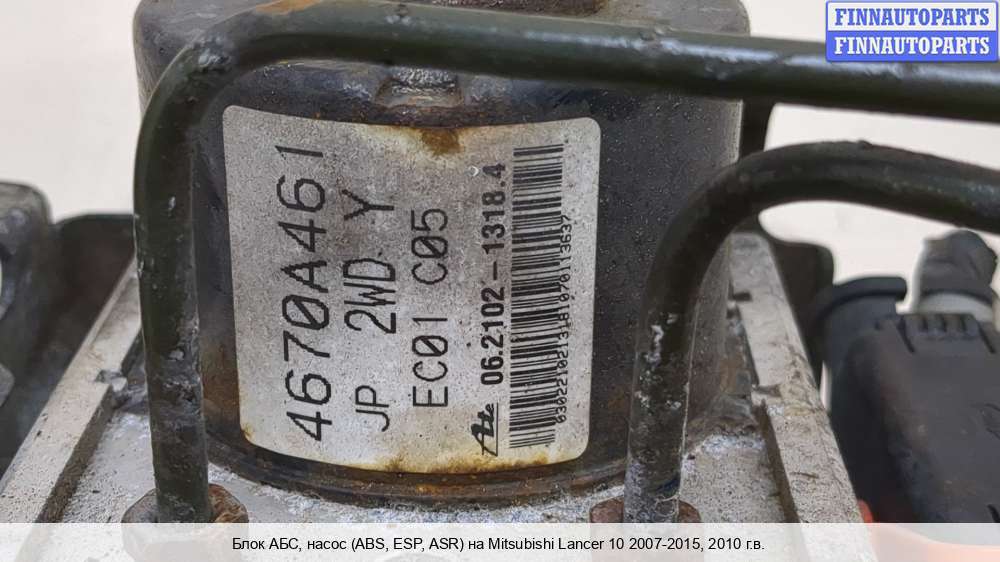 FINNAUTOPARTS
FINNAUTOPARTS
4670A461
JP 2WD Y
EC01 C05
Ate 06.2102-1318.4
03022102131810701113637
Блок АБС, насос (ABS, ESP, ASR) на Mitsubishi Lancer 10 2007-2015, 2010 г.в.